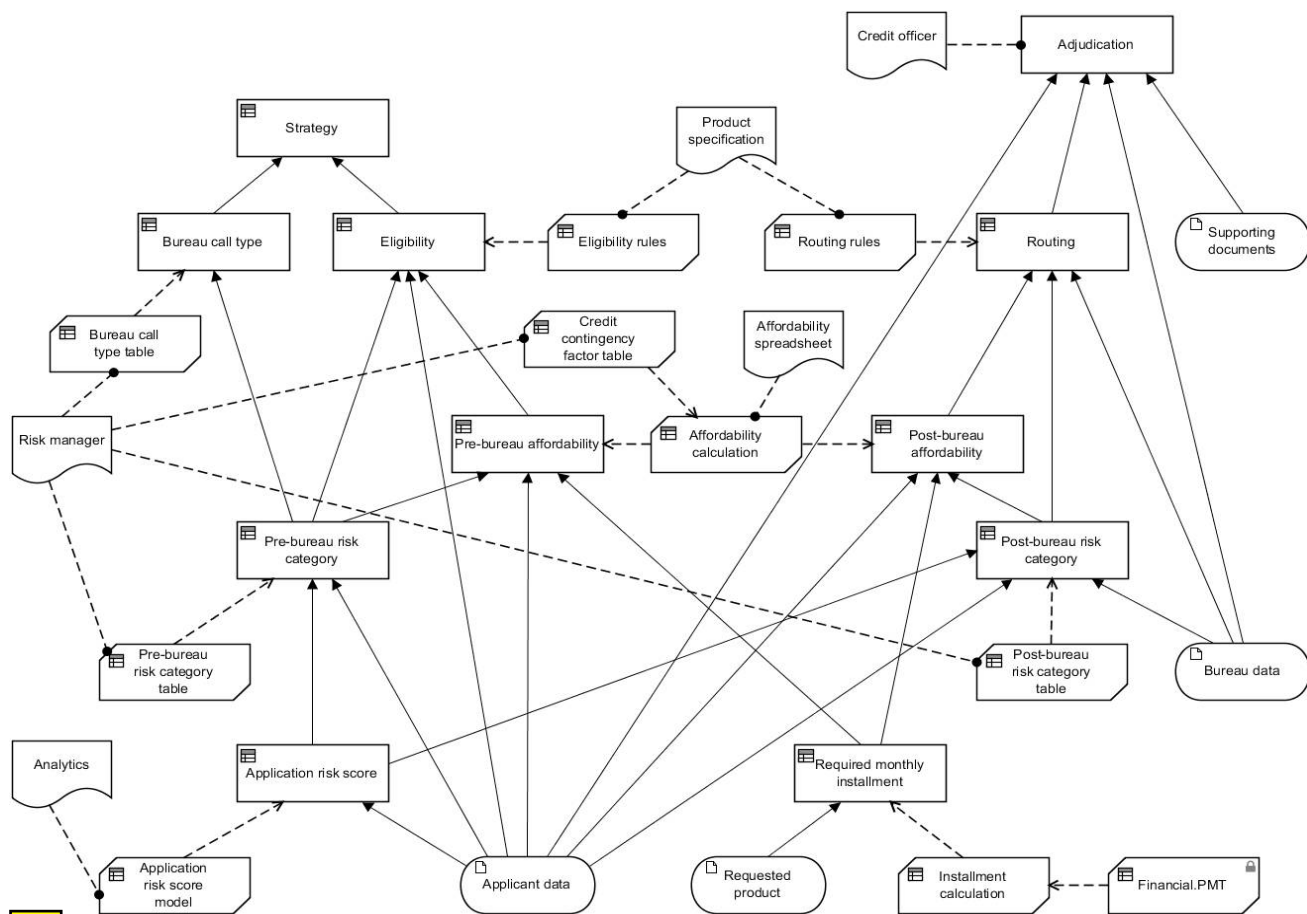 Credit officer
Adjudication
Strategy
Product
specification
Bureau call type
Eligibility
Eligibility rules
Routing rules
Routing
Supporting
documents
Bureau call
type table
Credit
contingency
factor table
Affordability
spreadsheet
Risk manager
Pre-bureau affordability
Affordability
calculation
Post-bureau
affordability
Pre-bureau risk
category
Post-bureau risk
category
Pre-bureau
risk category
table
Post-bureau
risk category
table
Bureau data
Analytics
Application risk score
Required monthly
installment
Application
risk score
model
Applicant data
Requested
product
Installment
calculation
Financial.PMT